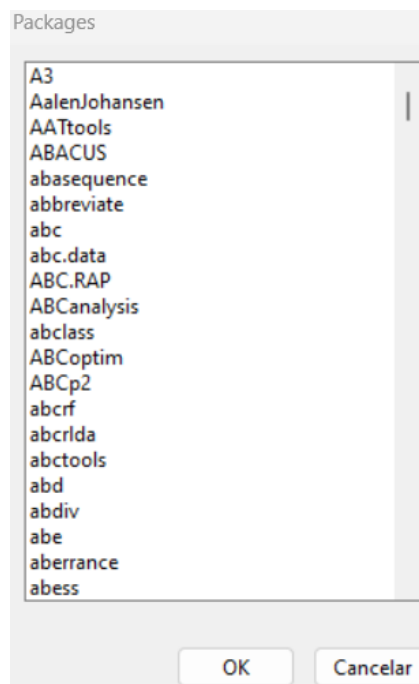 Packages
A3
AalenJohansen
AATtools
ABACUS
abasequence
abbreviate
abc
abc.data
ABC.RAP
ABCanalysis
abclass
ABCoptim
ABCp2
abcrf
abcrlda
abctools
abd
abdiv
abe
aberrance
abess
OK Cancelar